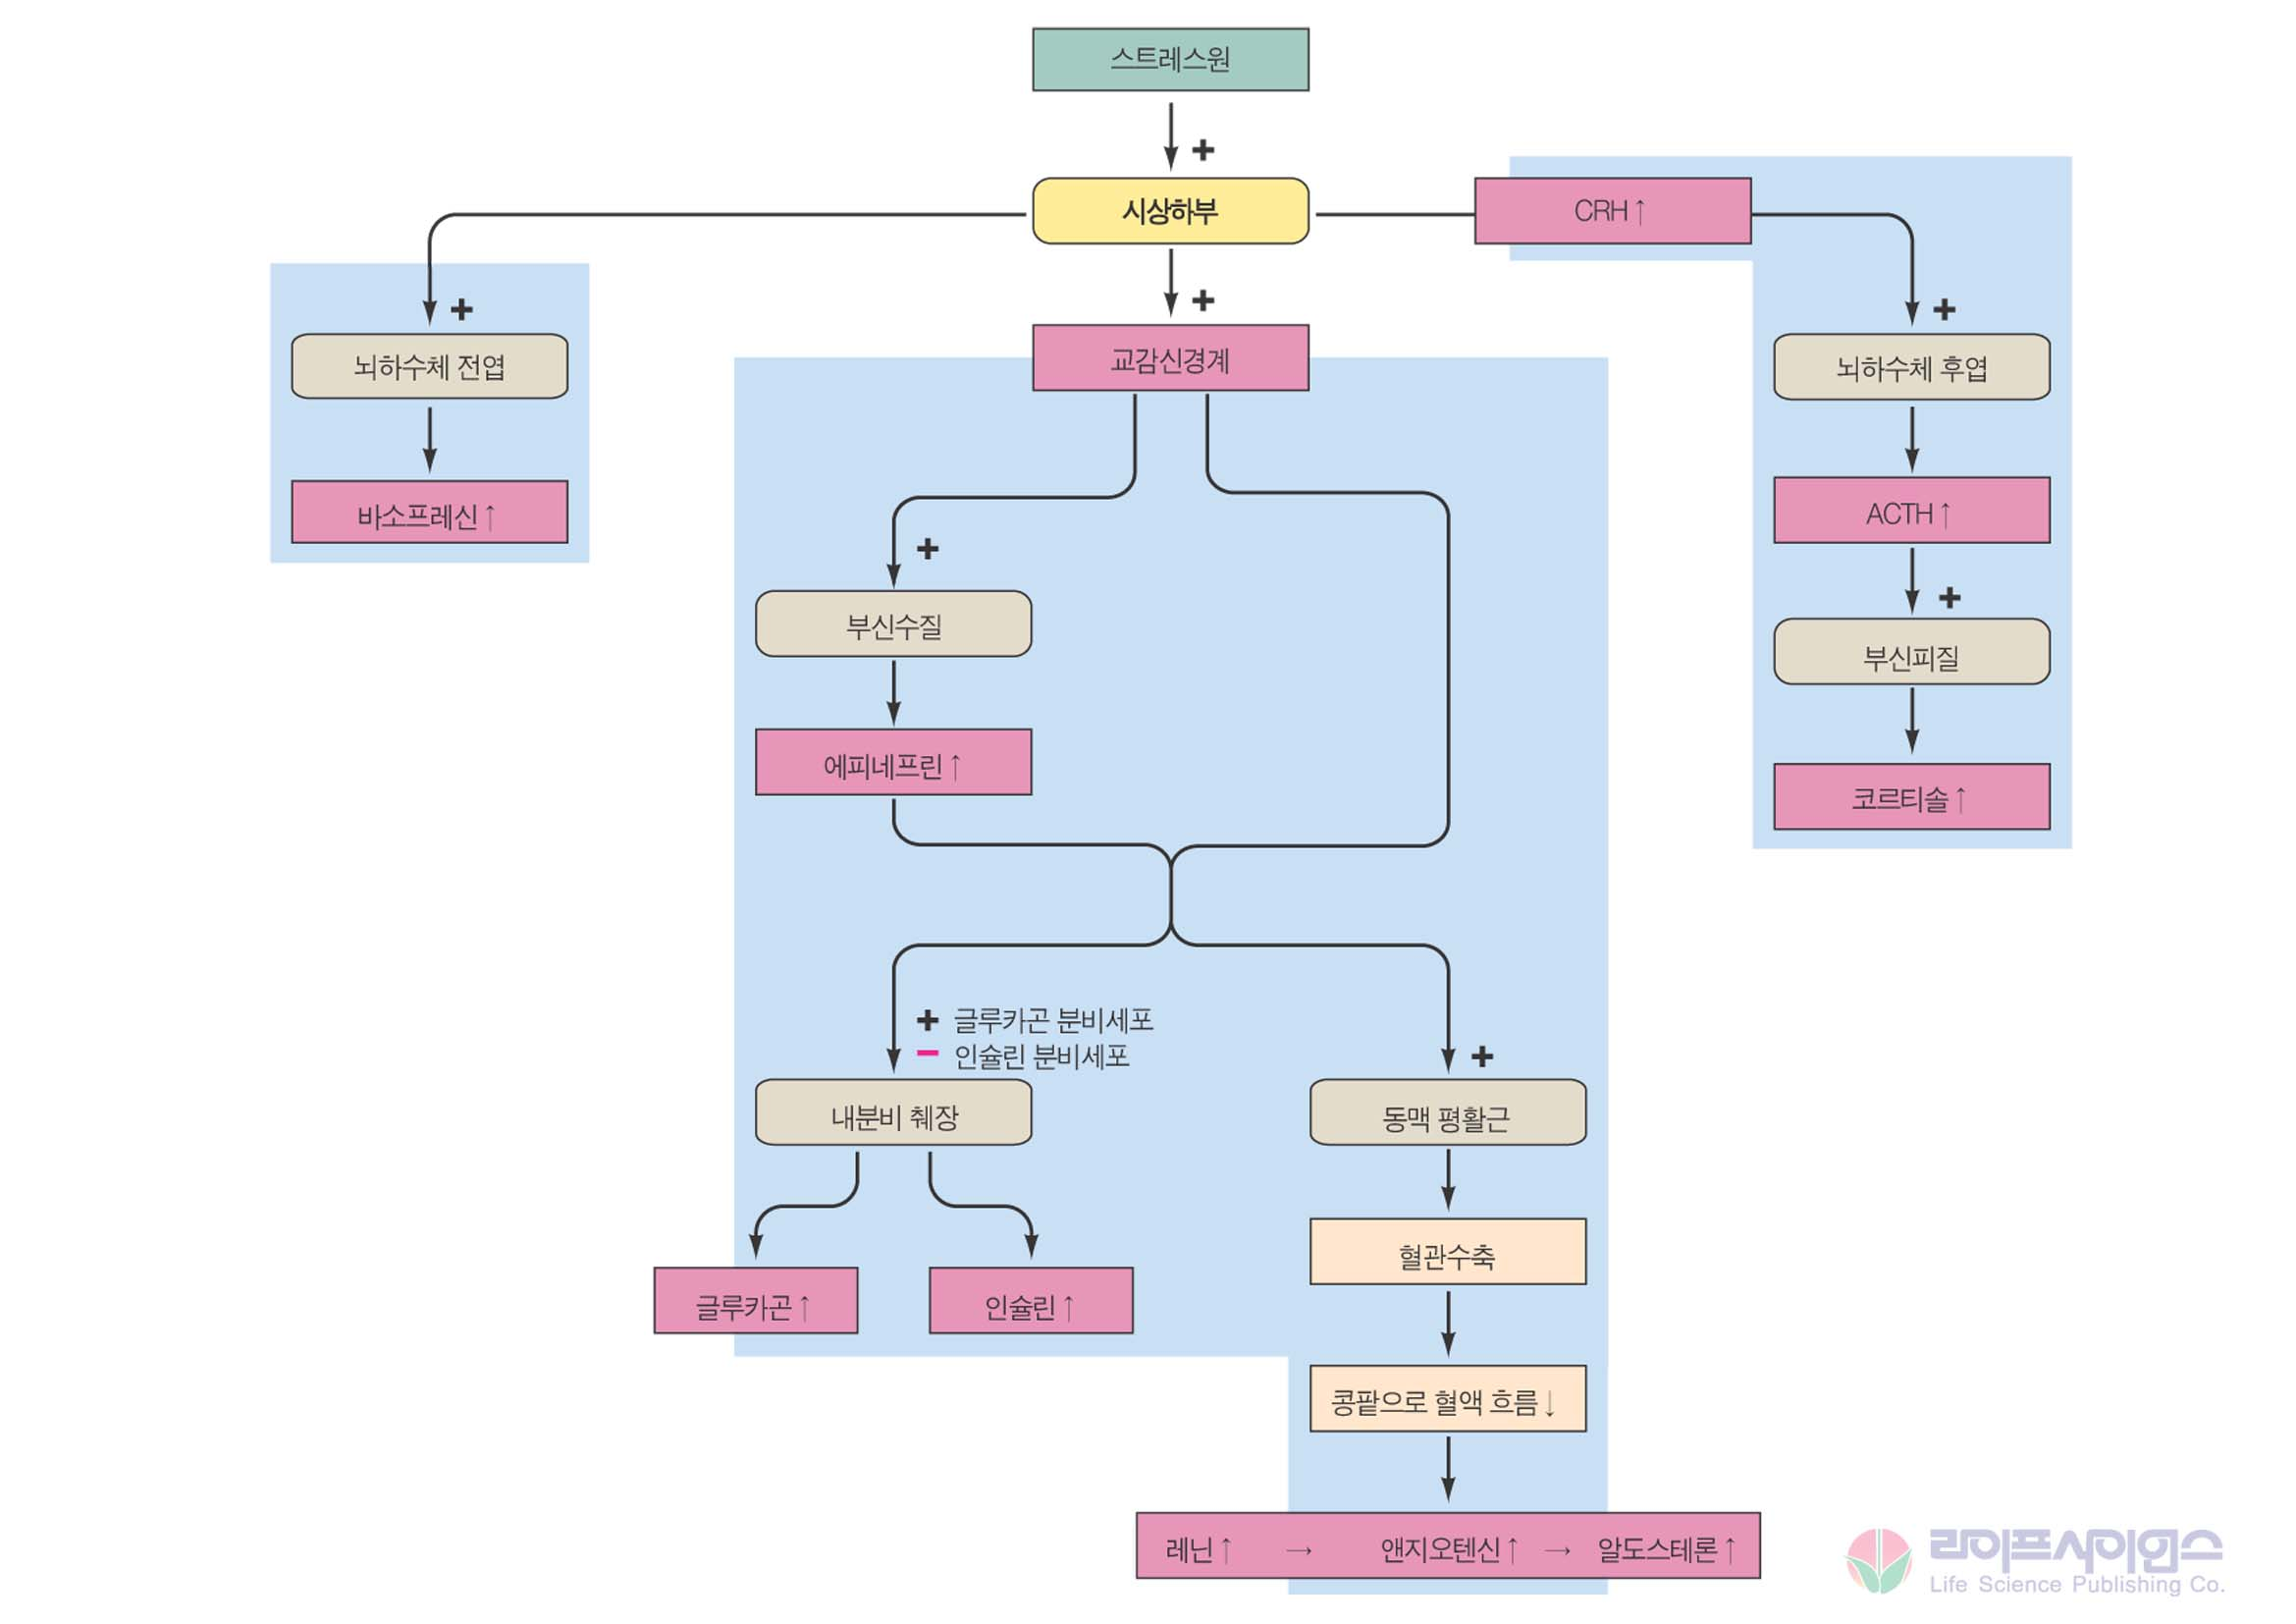 스트레스원
+
시상하부
CRH ↑
+
+
+
뇌하수체 전엽
교감신경계
뇌하수체 후엽
바소프레신 ↑
ACTH ↑
+
+
부신수질
부신피질
에피네프린 ↑
코르티솔 ↑
+ 글루카곤 분비세포
− 인슐린 분비세포
+
내분비 췌장
동맥 평활근
혈관수축
글루카곤 ↑
인슐린 ↑
콩팥으로 혈액 흐름 ↓
레닌 ↑ → 앤지오텐신 ↑ → 알도스테론 ↑
라이프사이언스
Life Science Publishing Co.